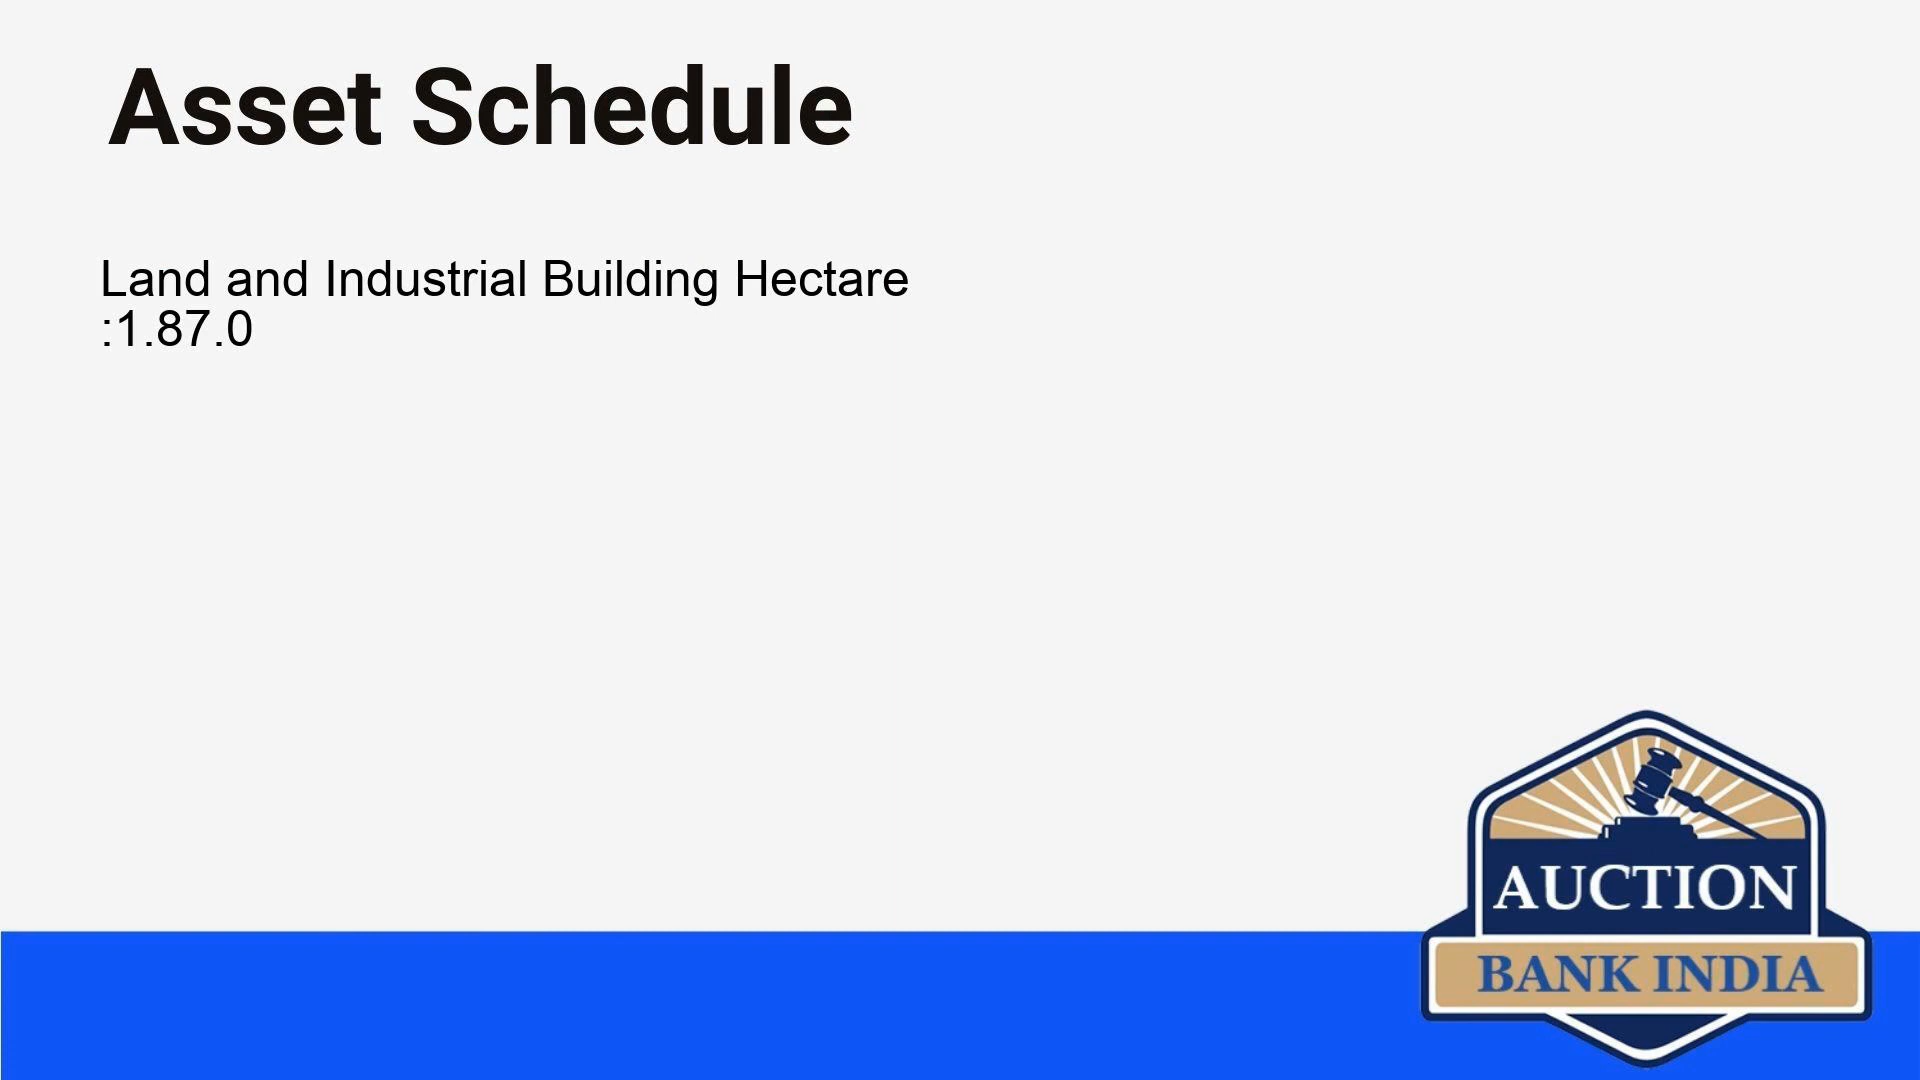 Asset Schedule
Land and Industrial Building Hectare
:1.87.0
AUCTION
BANK INDIA